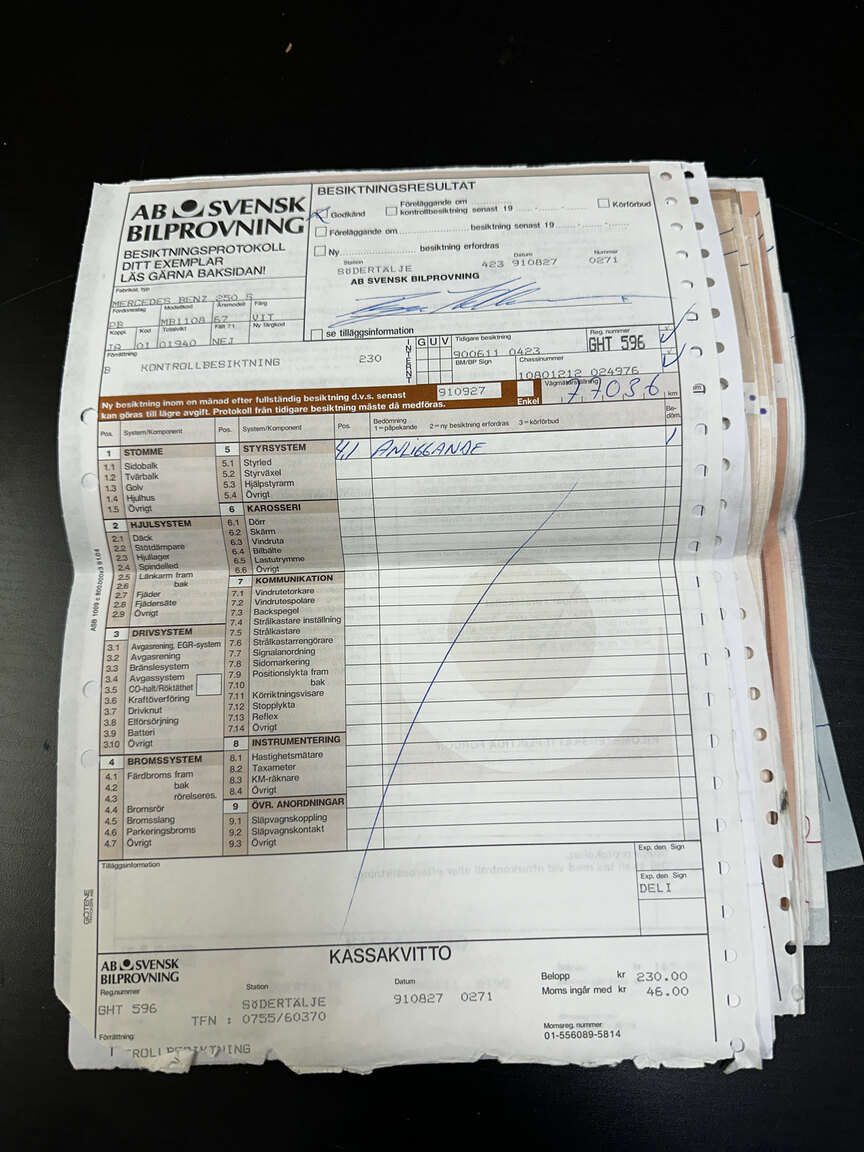 AB SVENSK
BILPROVNING
BESIKTNINGSPROTOKOLL
DITT EXEMPLAR
LÄS GÄRNA BAKSIDAN!
BESIKTNINGSRESULTAT
Godkänd
Föreläggande om
kontrollbesiktning senast 19
Körförbud
Föreläggande om besiktning senast 19
Ny besiktning erfordras
Station Datum Nummer
SÖDERTÄLJE 423 910827 0271
AB SVENSK BILPROVNING
se tilläggsinformation
Fabrikat, typ
MERCEDES BENZ 250 S
Fordonsslag Modellkod Årsmodell Färg
PB MB1108 67 VIT
Koppl. Kod Totalvikt Fält 71 Ny färgkod
JA 01 01940 NEJ
Förrättning
B KONTROLLBESIKTNING 230
INTERNT
G U V
Tidigare besiktning
900611 0423
Reg. nummer
GHT 596
BM/BP Sign Chassinummer
10801212 024976
Ny besiktning inom en månad efter fullständig besiktning d.v.s. senast 910927
kan göras till lägre avgift. Protokoll från tidigare besiktning måste då medföras.
Enkel
Vägmätarställning
77036 km
Pos. System/Komponent Pos. System/Komponent Pos. Bedömning
1 = påpekande 2 = ny besiktning erfordras 3 = körförbud
Bedöm.
4.1 ANLIGGANDE 1
1 STOMME
1.1 Sidobalk
1.2 Tvärbalk
1.3 Golv
1.4 Hjulhus
1.5 Övrigt
2 HJULSYSTEM
2.1 Däck
2.2 Stötdämpare
2.3 Hjullager
2.4 Spindelled
2.5 Länkarm fram
2.6 bak
2.7 Fjäder
2.8 Fjädersäte
2.9 Övrigt
3 DRIVSYSTEM
3.1 Avgasrening, EGR-system
3.2 Avgasrening
3.3 Bränslesystem
3.4 Avgassystem
3.5 CO-halt/Röktäthet
3.6 Kraftöverföring
3.7 Drivknut
3.8 Elförsörjning
3.9 Batteri
3.10 Övrigt
4 BROMSSYSTEM
4.1 Färdbroms fram
4.2 bak
4.3 rörelseres.
4.4 Bromsrör
4.5 Bromsslang
4.6 Parkeringsbroms
4.7 Övrigt
5 STYRSYSTEM
5.1 Styrled
5.2 Styrväxel
5.3 Hjälpstyrarm
5.4 Övrigt
6 KAROSSERI
6.1 Dörr
6.2 Skärm
6.3 Vindruta
6.4 Bilbälte
6.5 Lastutrymme
6.6 Övrigt
7 KOMMUNIKATION
7.1 Vindrutetorkare
7.2 Vindrutespolare
7.3 Backspegel
7.4 Strålkastare inställning
7.5 Strålkastare
7.6 Strålkastarrengörare
7.7 Signalanordning
7.8 Sidomarkering
7.9 Positionslykta fram
7.10 bak
7.11 Körriktningsvisare
7.12 Stopplykta
7.13 Reflex
7.14 Övrigt
8 INSTRUMENTERING
8.1 Hastighetsmätare
8.2 Taxameter
8.3 KM-räknare
8.4 Övrigt
9 ÖVR. ANORDNINGAR
9.1 Släpvagnskoppling
9.2 Släpvagnskontakt
9.3 Övrigt
Tilläggsinformation
Exp. den Sign
Exp. den Sign
DELI
GÖTENE
KASSAKVITTO
AB SVENSK
BILPROVNING
Reg.nummer Station Datum
GHT 596 SÖDERTÄLJE 910827 0271
TFN : 0755/60370
Belopp kr 230.00
Moms ingår med kr 46.00
Momsreg. nummer
01-556089-5814
Förrättning: